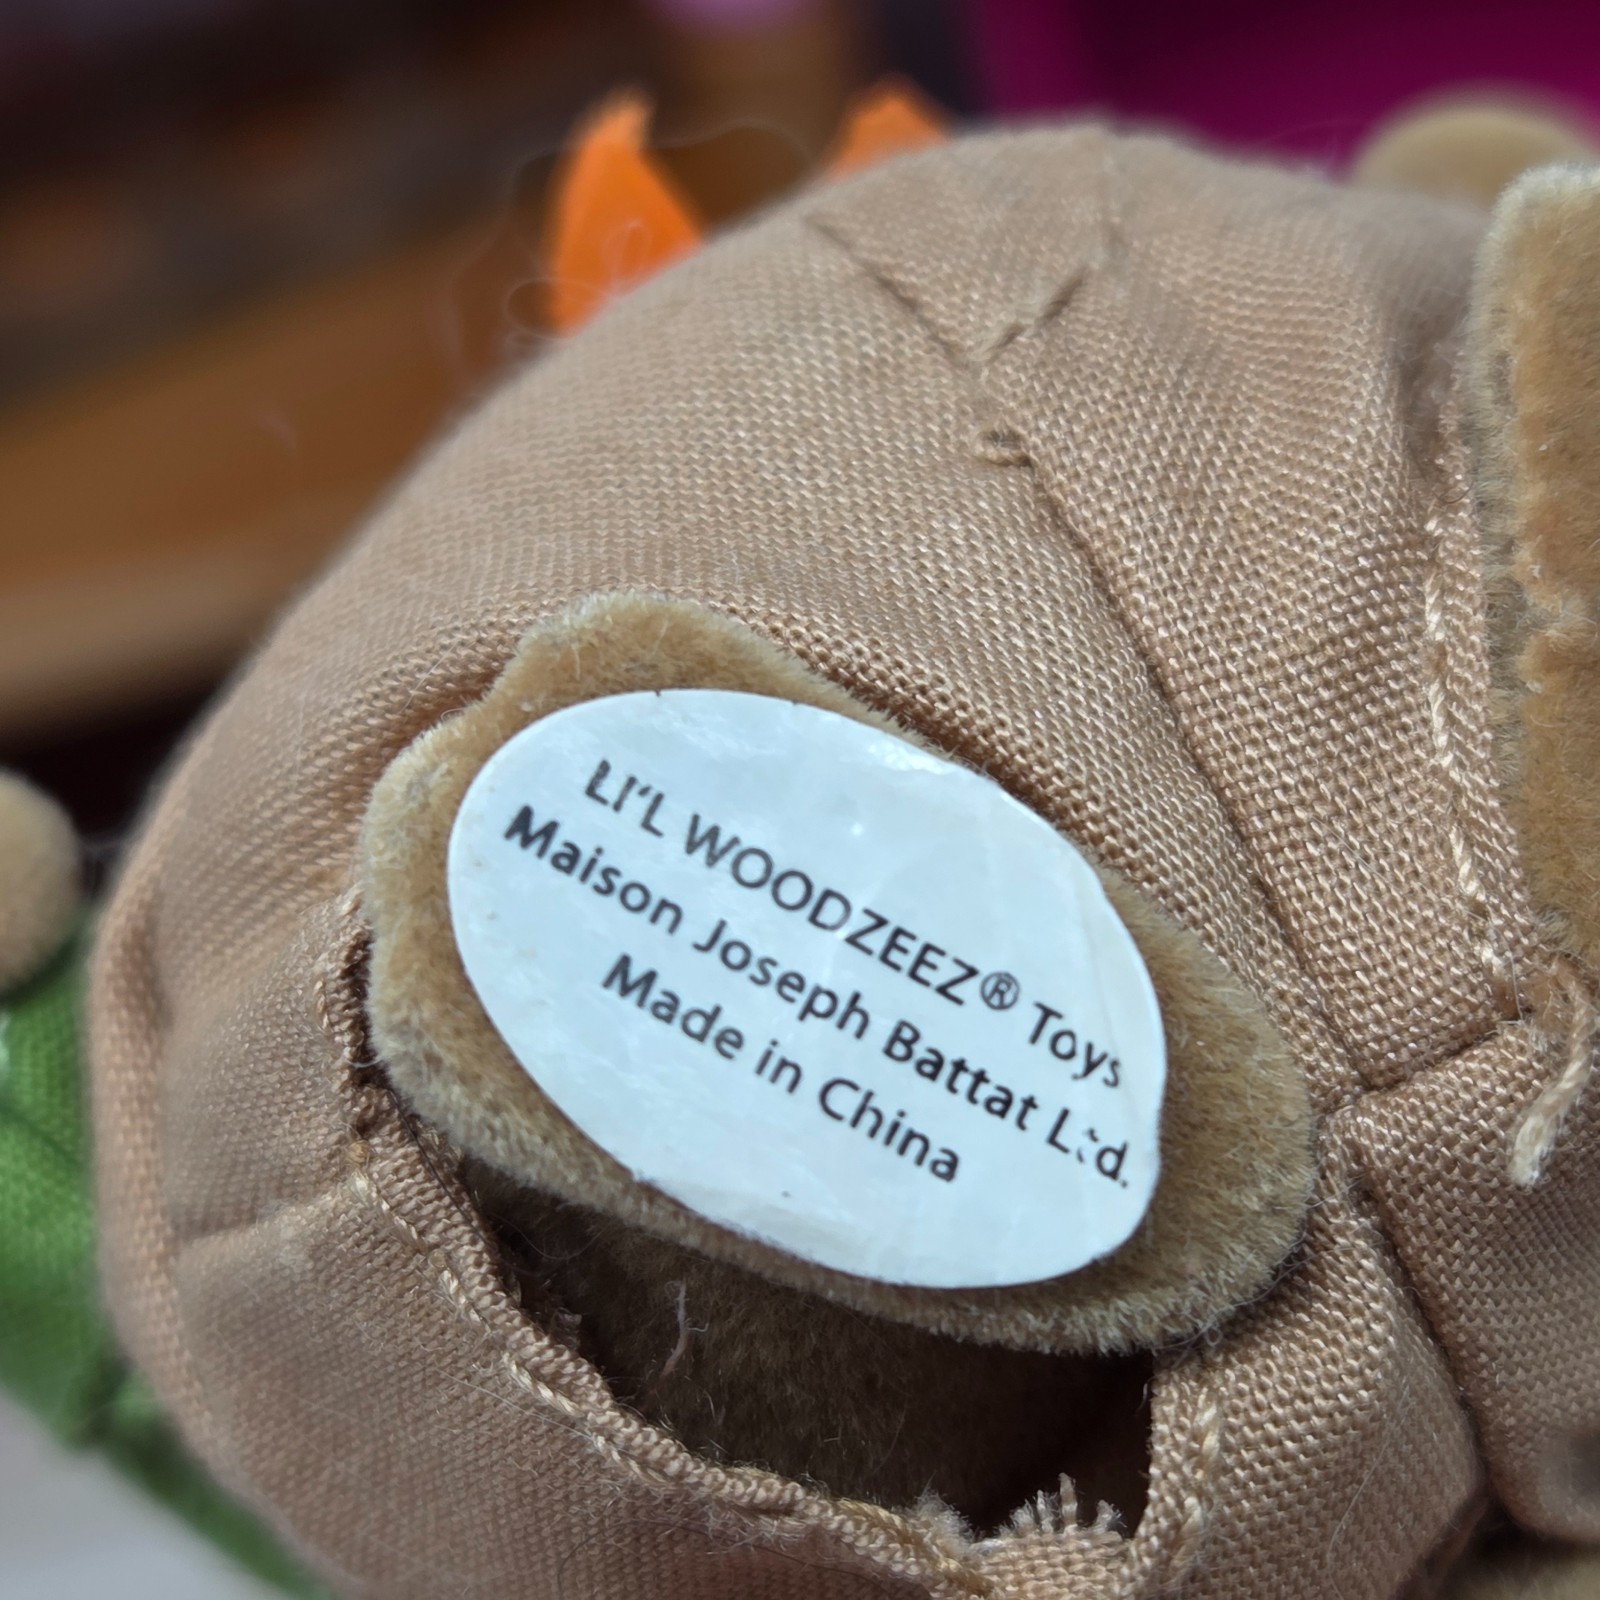 LI‘L WOODZEEZ® Toys
Maison Joseph Battat Ltd.
Made in China